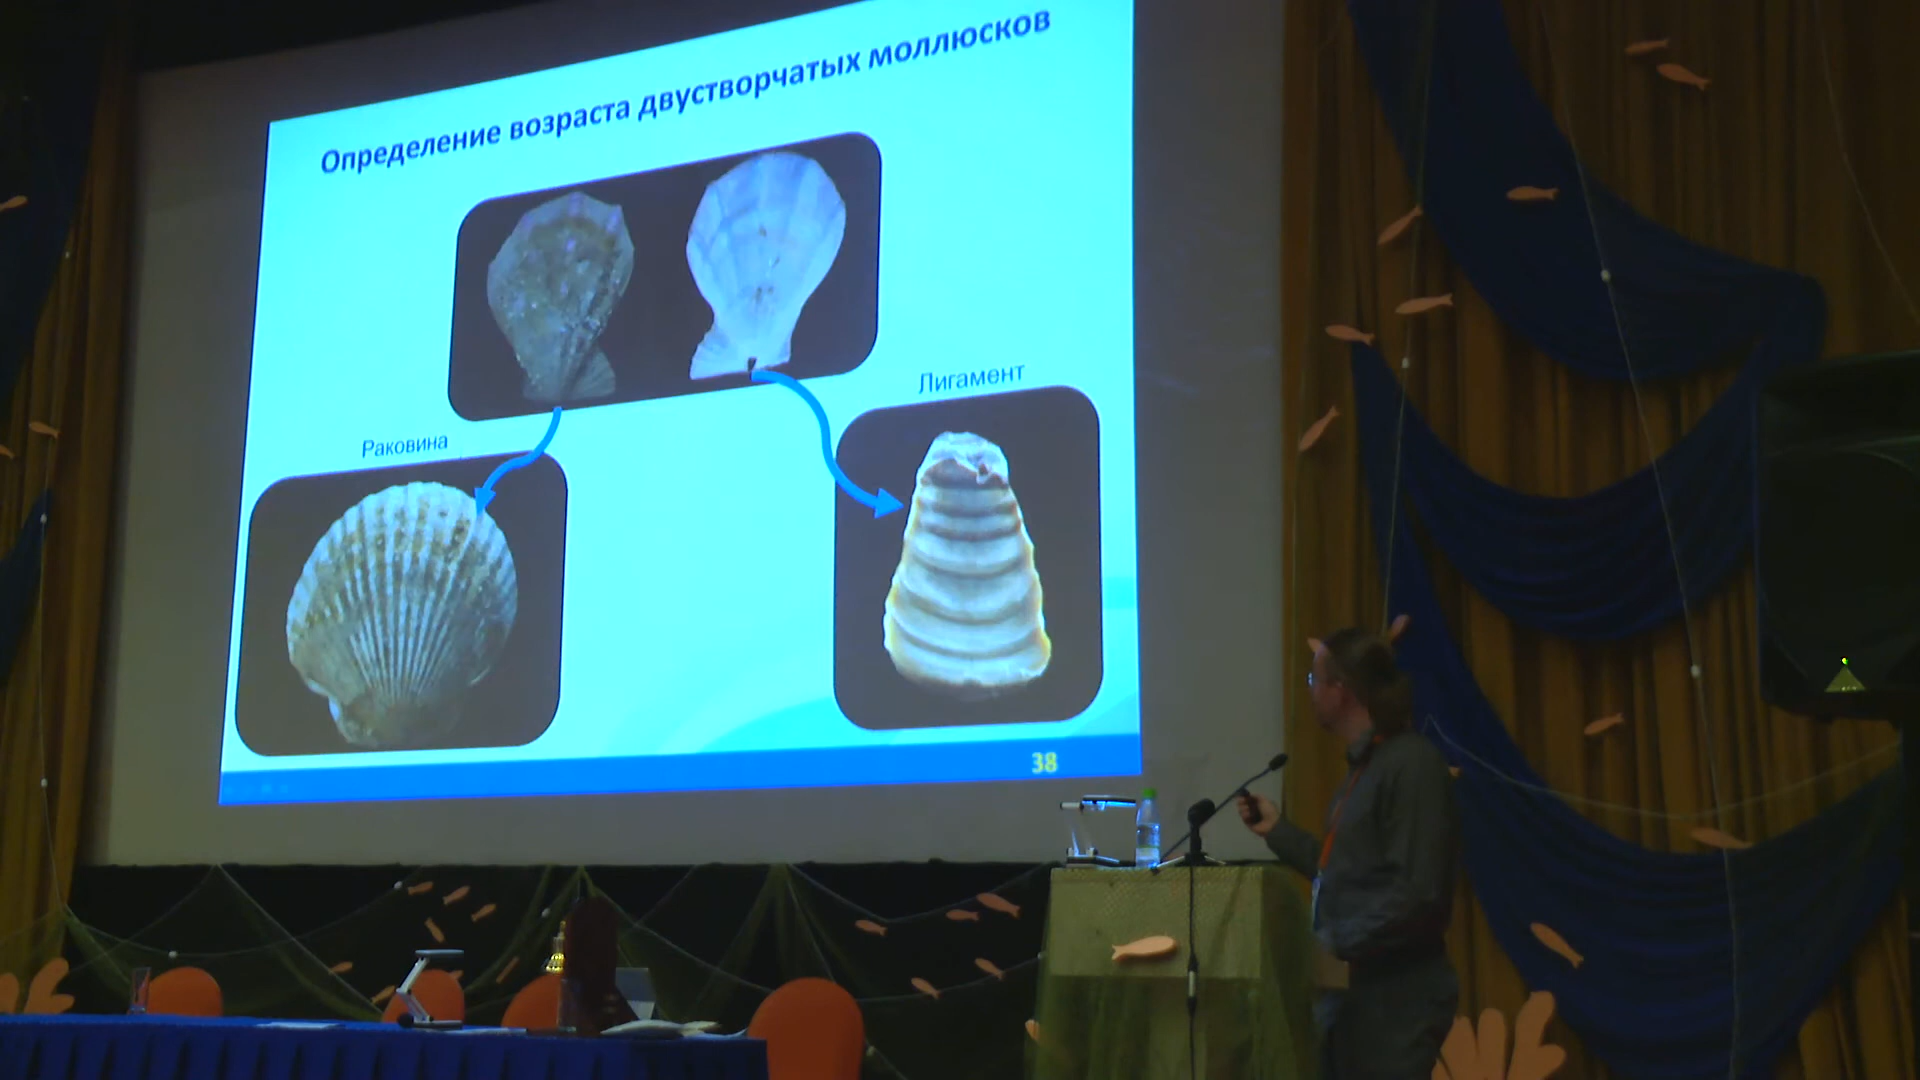 Определение возраста двустворчатых моллюсков
Лигамент
Раковина
38